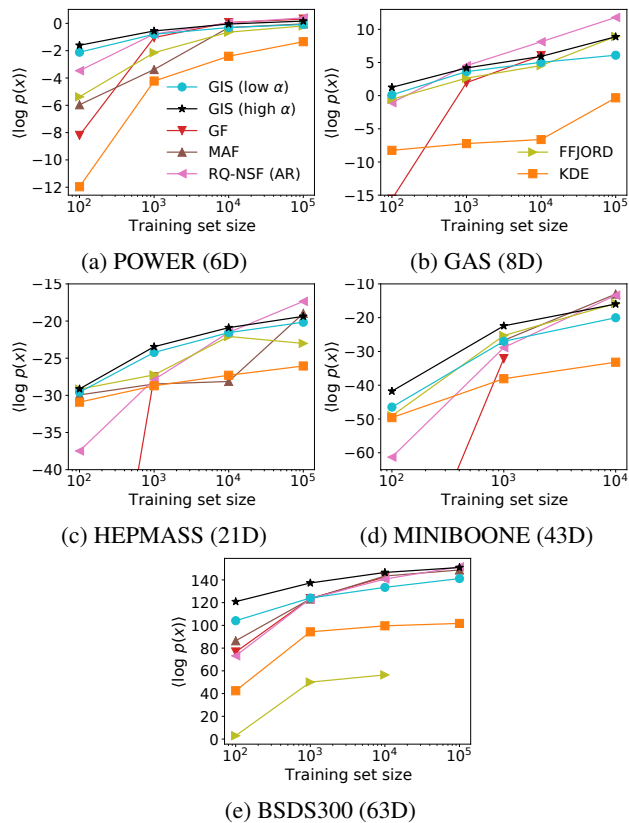 0
−2
−4
−6
−8
−10
−12
⟨log p(x)⟩
GIS (low α)
GIS (high α)
GF
MAF
RQ-NSF (AR)
10² 10³ 10⁴ 10⁵
Training set size
(a) POWER (6D)
10
5
0
−5
−10
−15
⟨log p(x)⟩
FFJORD
KDE
10² 10³ 10⁴ 10⁵
Training set size
(b) GAS (8D)
−15
−20
−25
−30
−35
−40
⟨log p(x)⟩
10² 10³ 10⁴ 10⁵
Training set size
(c) HEPMASS (21D)
−10
−20
−30
−40
−50
−60
⟨log p(x)⟩
10² 10³ 10⁴
Training set size
(d) MINIBOONE (43D)
140
120
100
80
60
40
20
0
⟨log p(x)⟩
10² 10³ 10⁴ 10⁵
Training set size
(e) BSDS300 (63D)